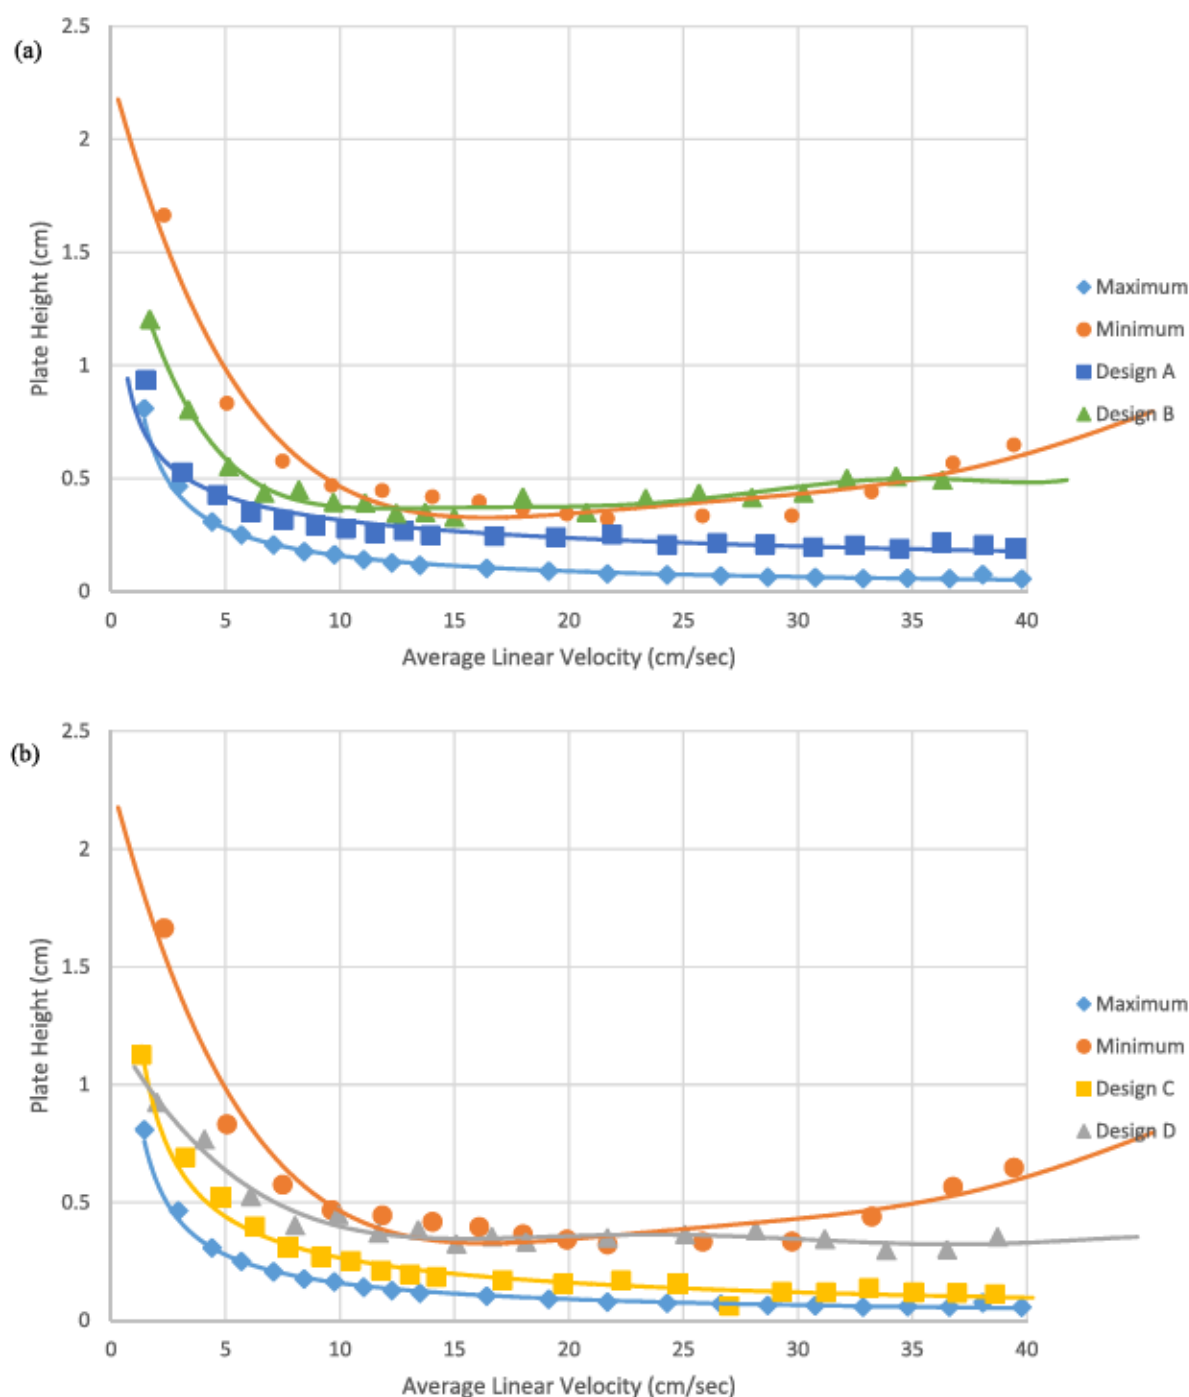 (a)
2.5
2
1.5
1
0.5
0
Plate Height (cm)
0 5 10 15 20 25 30 35 40
Average Linear Velocity (cm/sec)
Maximum
Minimum
Design A
Design B
(b)
2.5
2
1.5
1
0.5
0
Plate Height (cm)
0 5 10 15 20 25 30 35 40
Average Linear Velocity (cm/sec)
Maximum
Minimum
Design C
Design D